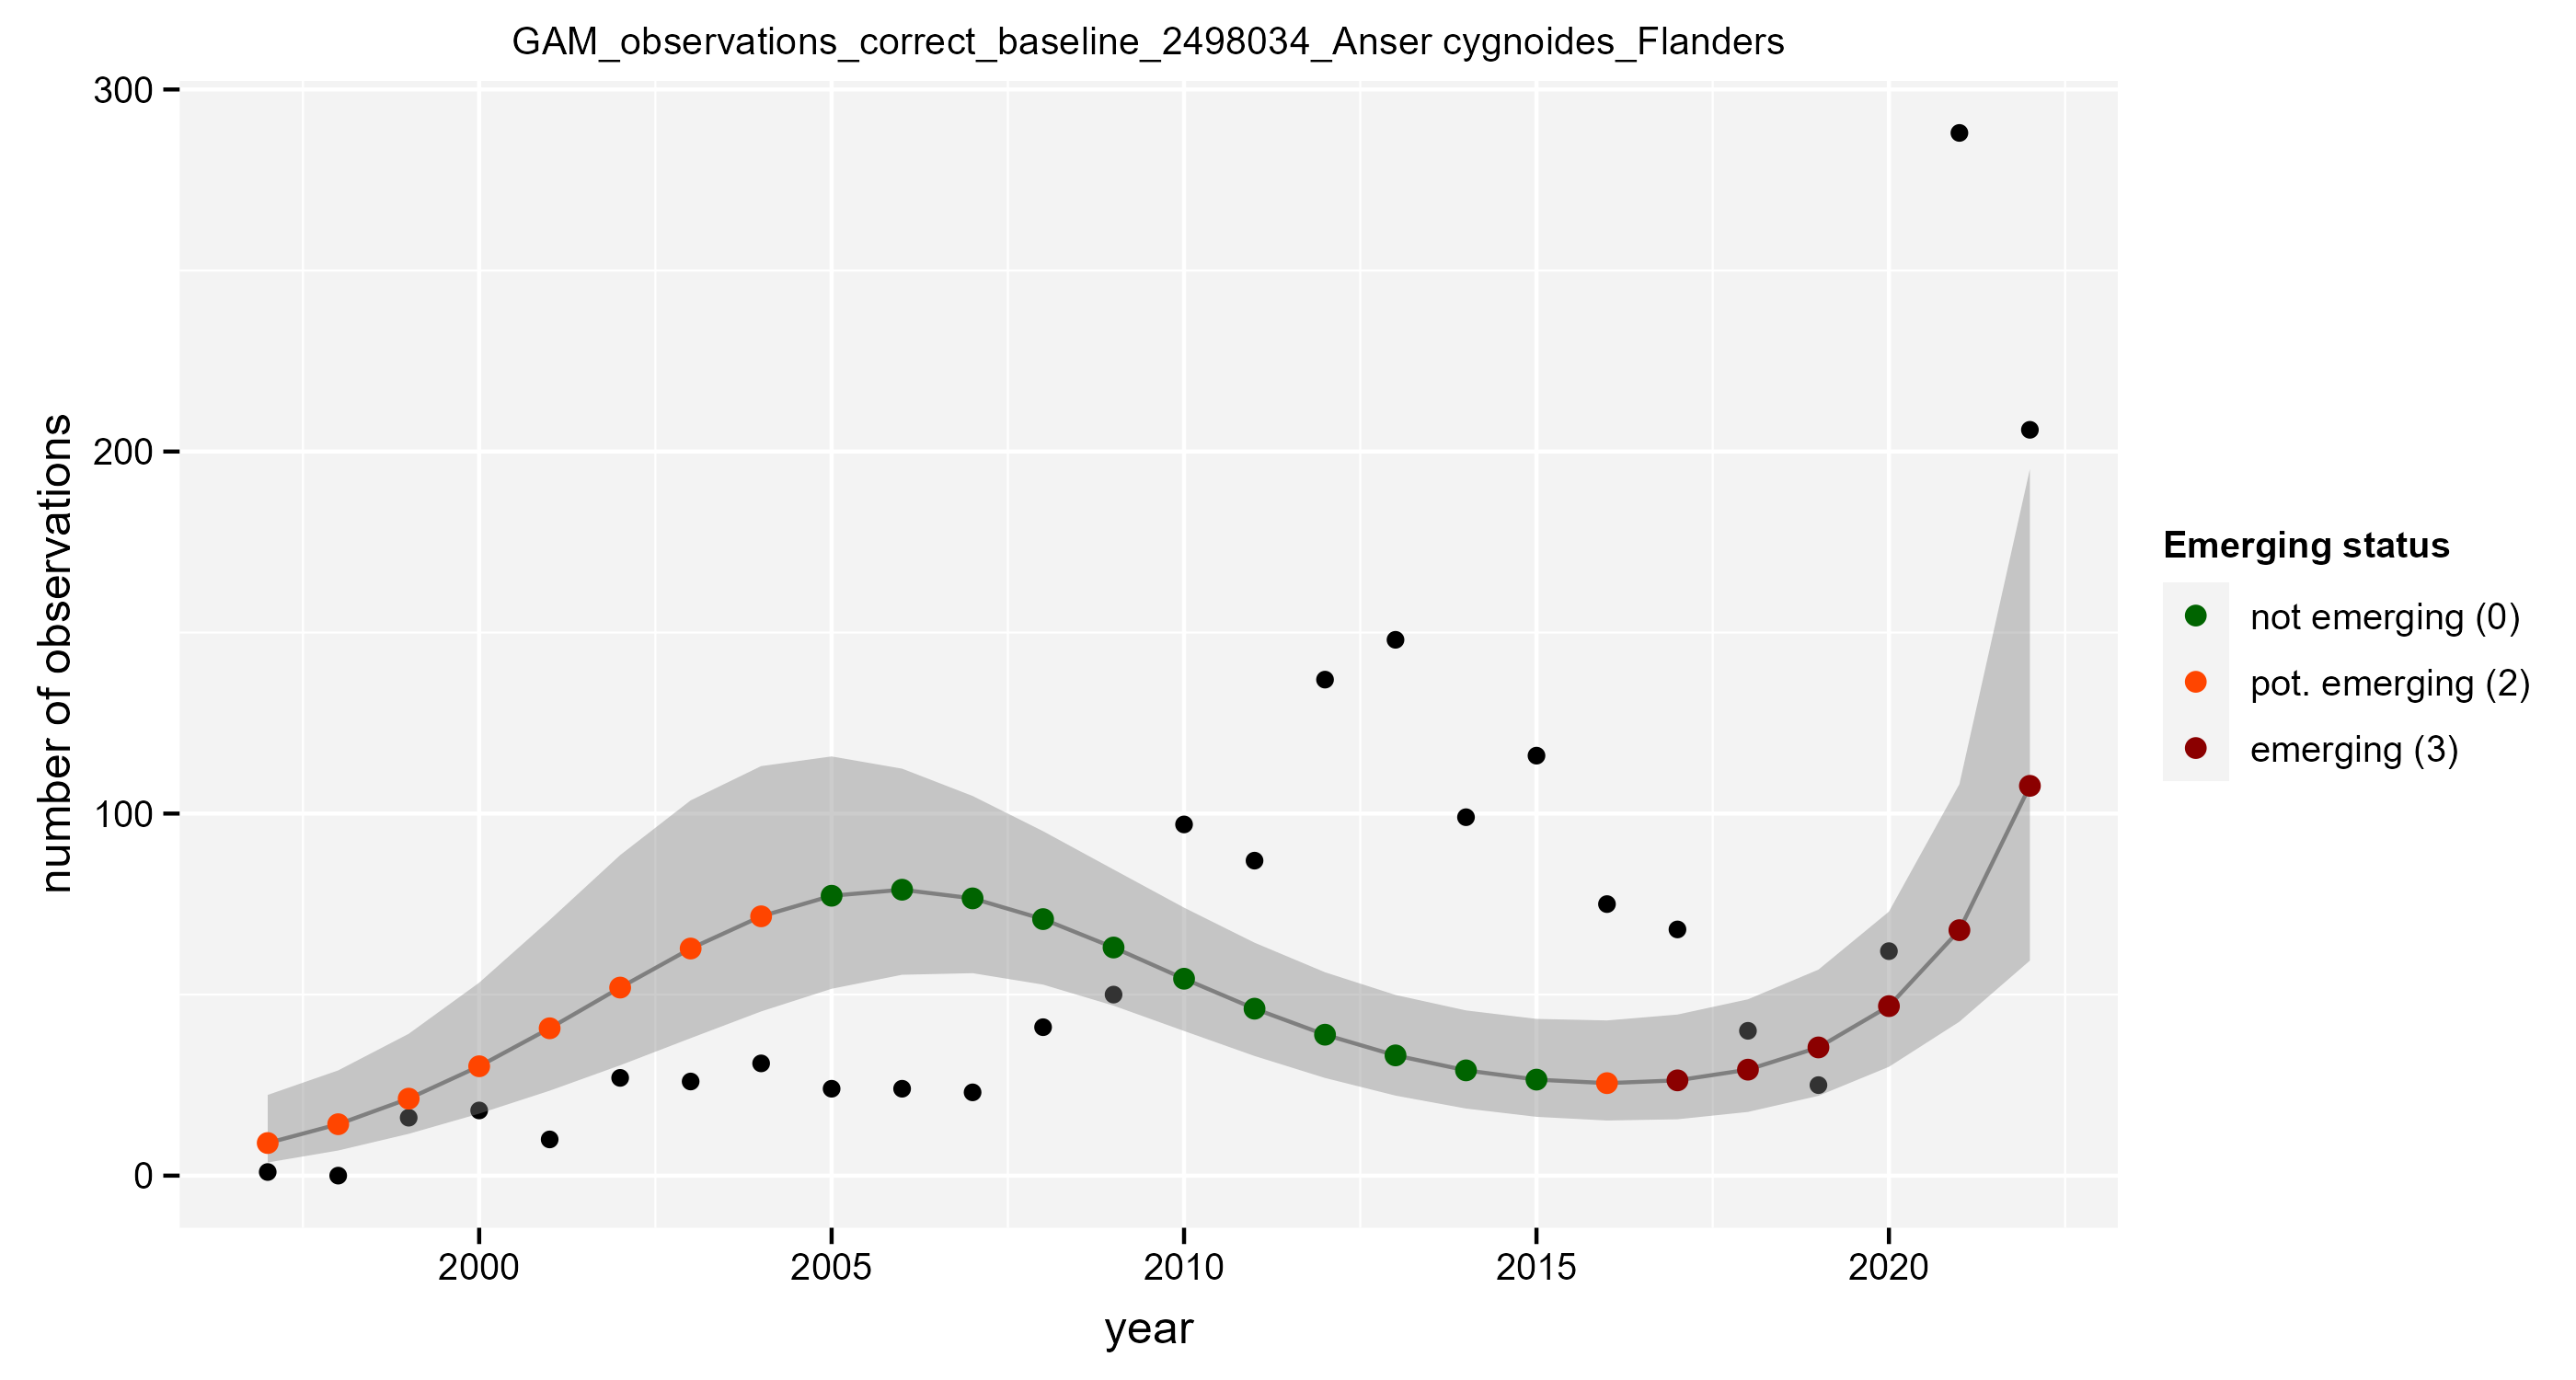 GAM_observations_correct_baseline_2498034_Anser cygnoides_Flanders
300
200
100
0
number of observations
2000
2005
2010
2015
2020
year
Emerging status
not emerging (0)
pot. emerging (2)
emerging (3)